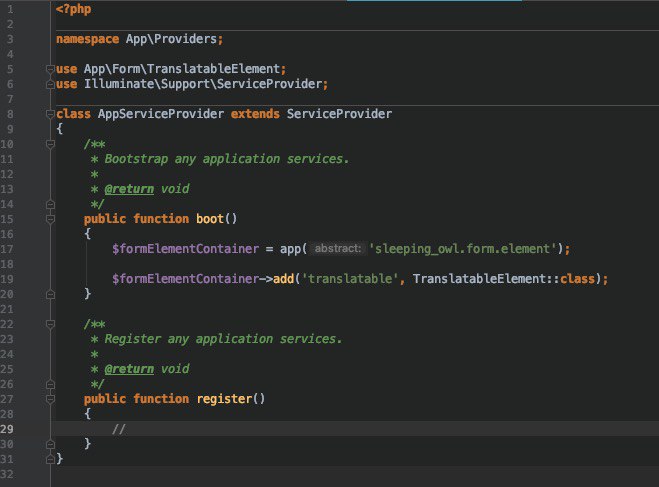 1 <?php
2
3 namespace App\Providers;
4
5 use App\Form\TranslatableElement;
6 use Illuminate\Support\ServiceProvider;
7
8 class AppServiceProvider extends ServiceProvider
9 {
10     /**
11      * Bootstrap any application services.
12      *
13      * @return void
14      */
15     public function boot()
16     {
17         $formElementContainer = app( abstract: 'sleeping_owl.form.element');
18
19         $formElementContainer->add('translatable', TranslatableElement::class);
20     }
21
22     /**
23      * Register any application services.
24      *
25      * @return void
26      */
27     public function register()
28     {
29         //
30     }
31 }
32